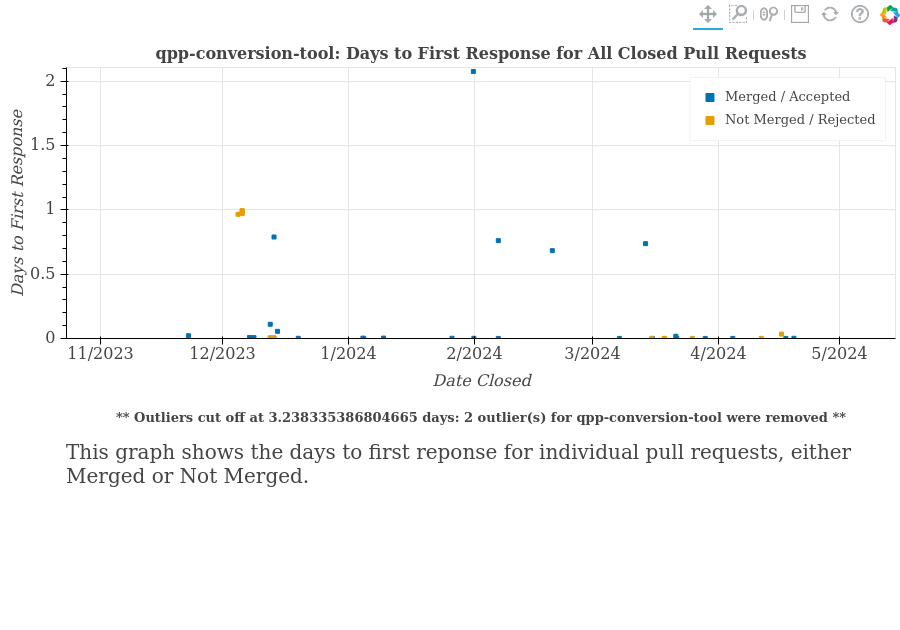 qpp-conversion-tool: Days to First Response for All Closed Pull Requests
Days to First Response
2
1.5
1
0.5
0
Merged / Accepted
Not Merged / Rejected
11/2023 12/2023 1/2024 2/2024 3/2024 4/2024 5/2024
Date Closed
** Outliers cut off at 3.238335386804665 days: 2 outlier(s) for qpp-conversion-tool were removed **
This graph shows the days to first reponse for individual pull requests, either
Merged or Not Merged.